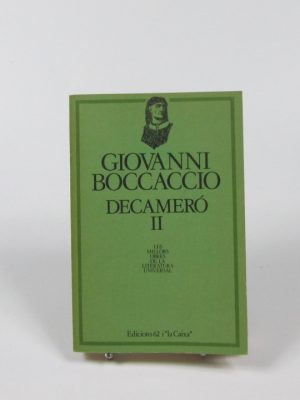 GIOVANNI
BOCCACCIO
DECAMERÓ
II
LES
MILLORS
OBRES
DE LA
LITERATURA
UNIVERSAL
Edicions 62 i "la Caixa"